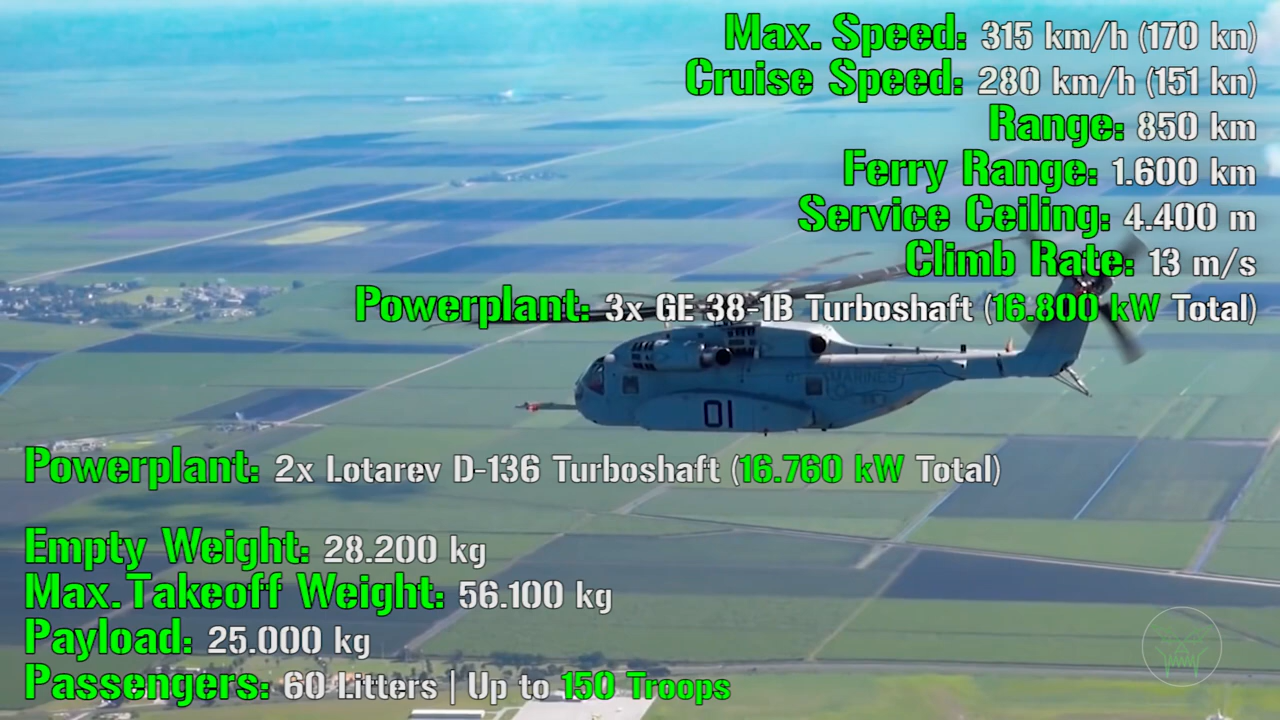 Max. Speed: 315 km/h (170 kn)
Cruise Speed: 280 km/h (151 kn)
Range: 850 km
Ferry Range: 1.600 km
Service Ceiling: 4.400 m
Climb Rate: 13 m/s
Powerplant: 3x GE 38-1B Turboshaft (16.800 kW Total)
MARINES
01
Powerplant: 2x Lotarev D-136 Turboshaft (16.760 kW Total)
Empty Weight: 28.200 kg
Max. Takeoff Weight: 56.100 kg
Payload: 25.000 kg
Passengers: 60 Litters | Up to 150 Troops